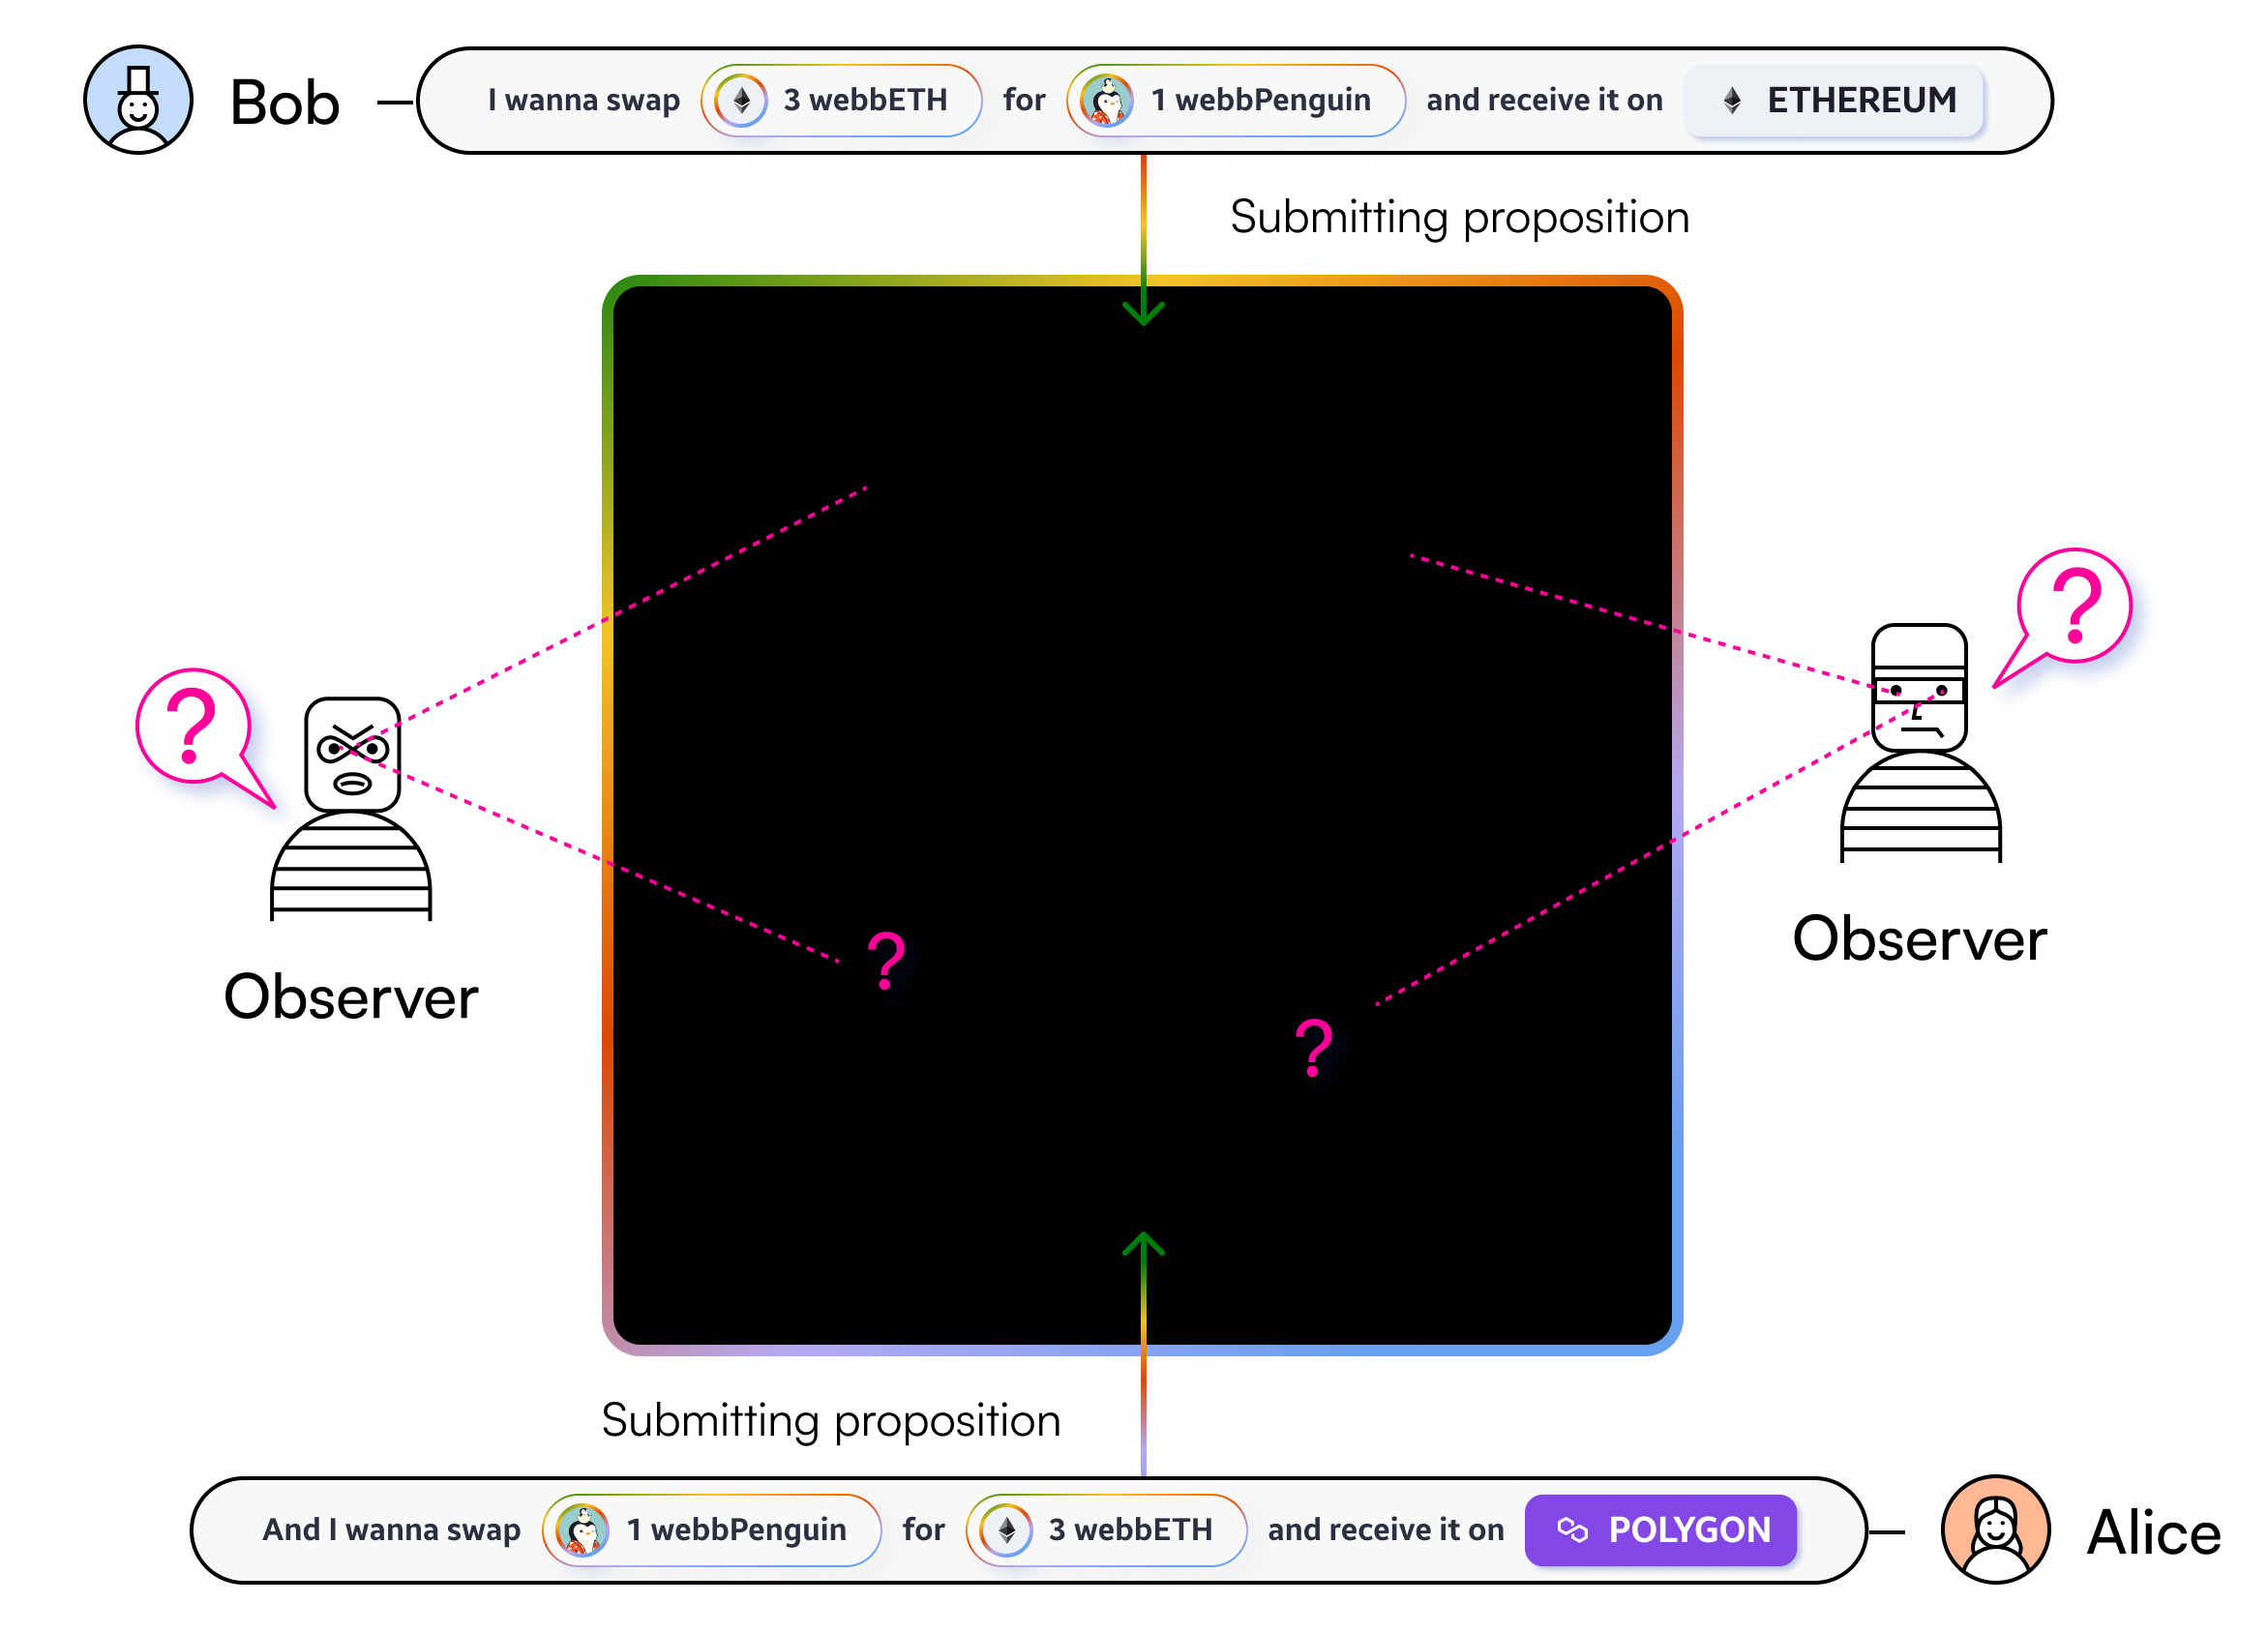 Bob
I wanna swap 3 webbETH for 1 webbPenguin and receive it on ETHEREUM
Submitting proposition
?
?
Observer
Observer
?
?
Submitting proposition
And I wanna swap 1 webbPenguin for 3 webbETH and receive it on POLYGON
Alice